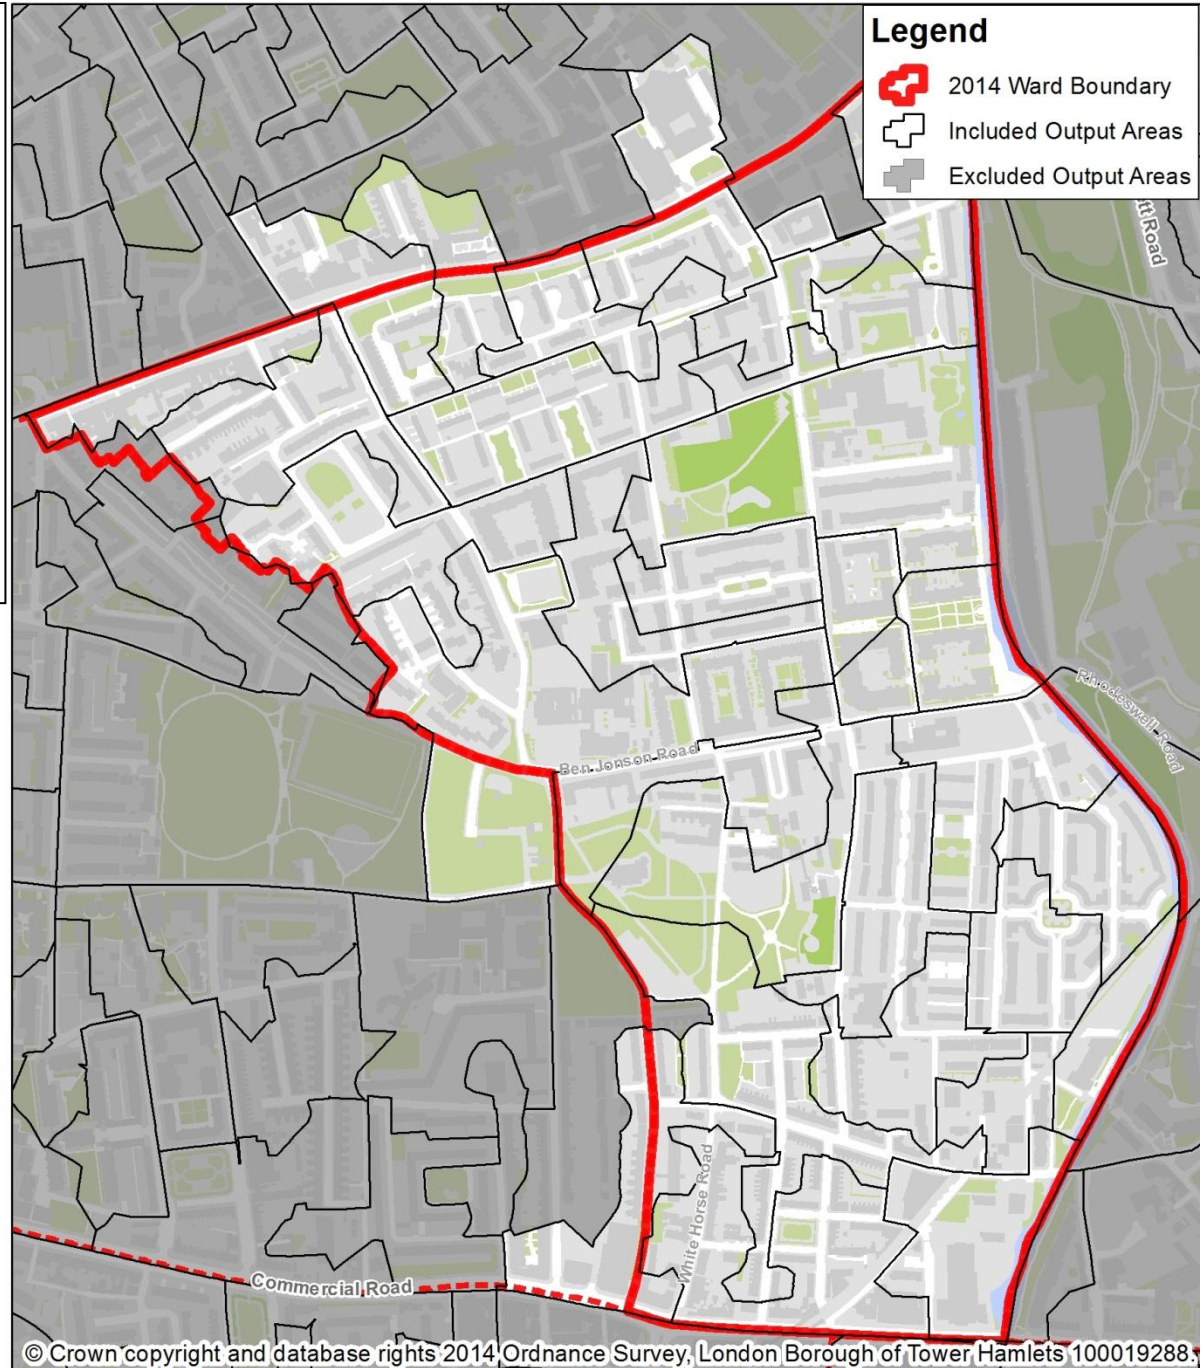 Legend
2014 Ward Boundary
Included Output Areas
Excluded Output Areas
Road
Rhodeswell Road
Ben Jonson Road
White Horse Road
Commercial Road
© Crown copyright and database rights 2014 Ordnance Survey, London Borough of Tower Hamlets 100019288.